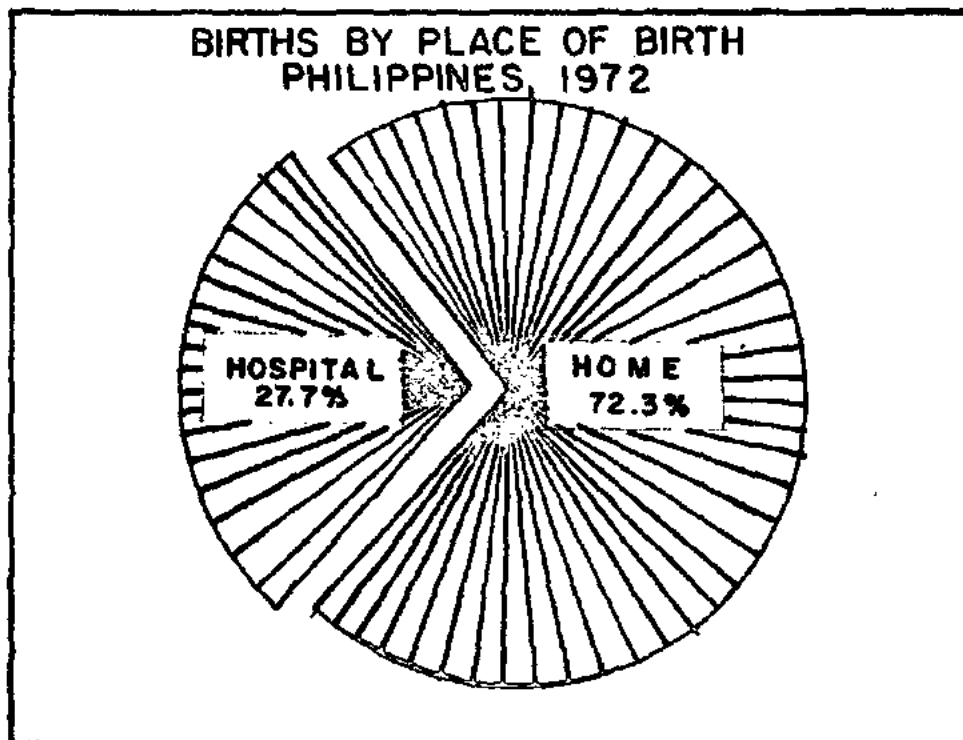 BIRTHS BY PLACE OF BIRTH
PHILIPPINES, 1972
HOSPITAL
27.7%
HOME
72.3%